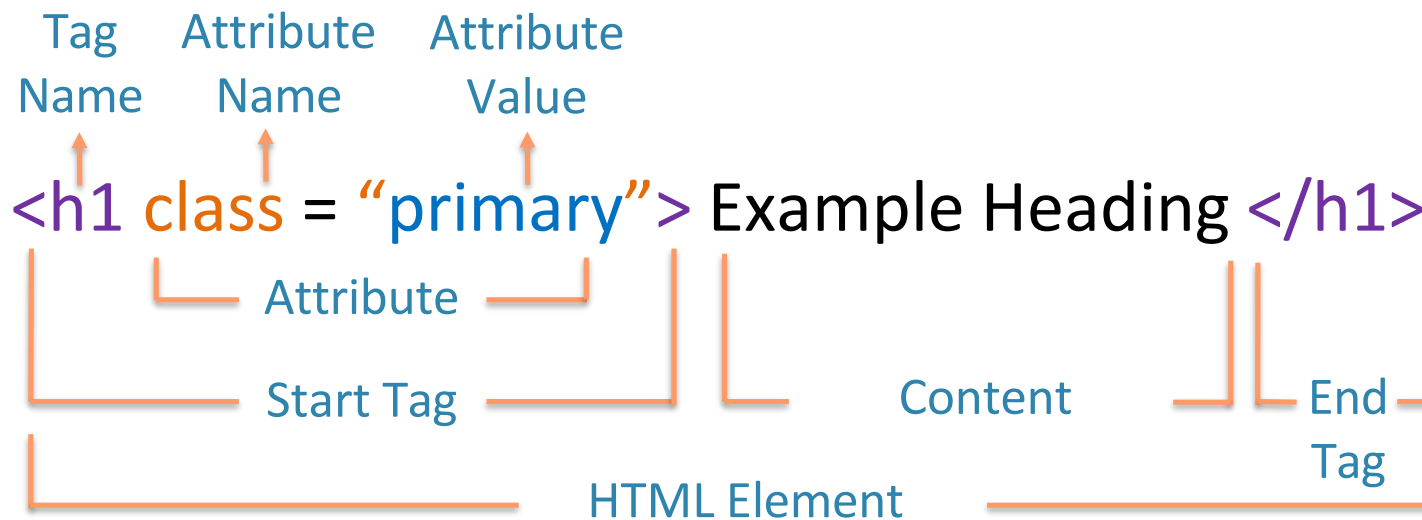 Tag Attribute Attribute
Name Name Value
<h1 class = “primary”> Example Heading </h1>
Attribute
Start Tag Content End
Tag
HTML Element